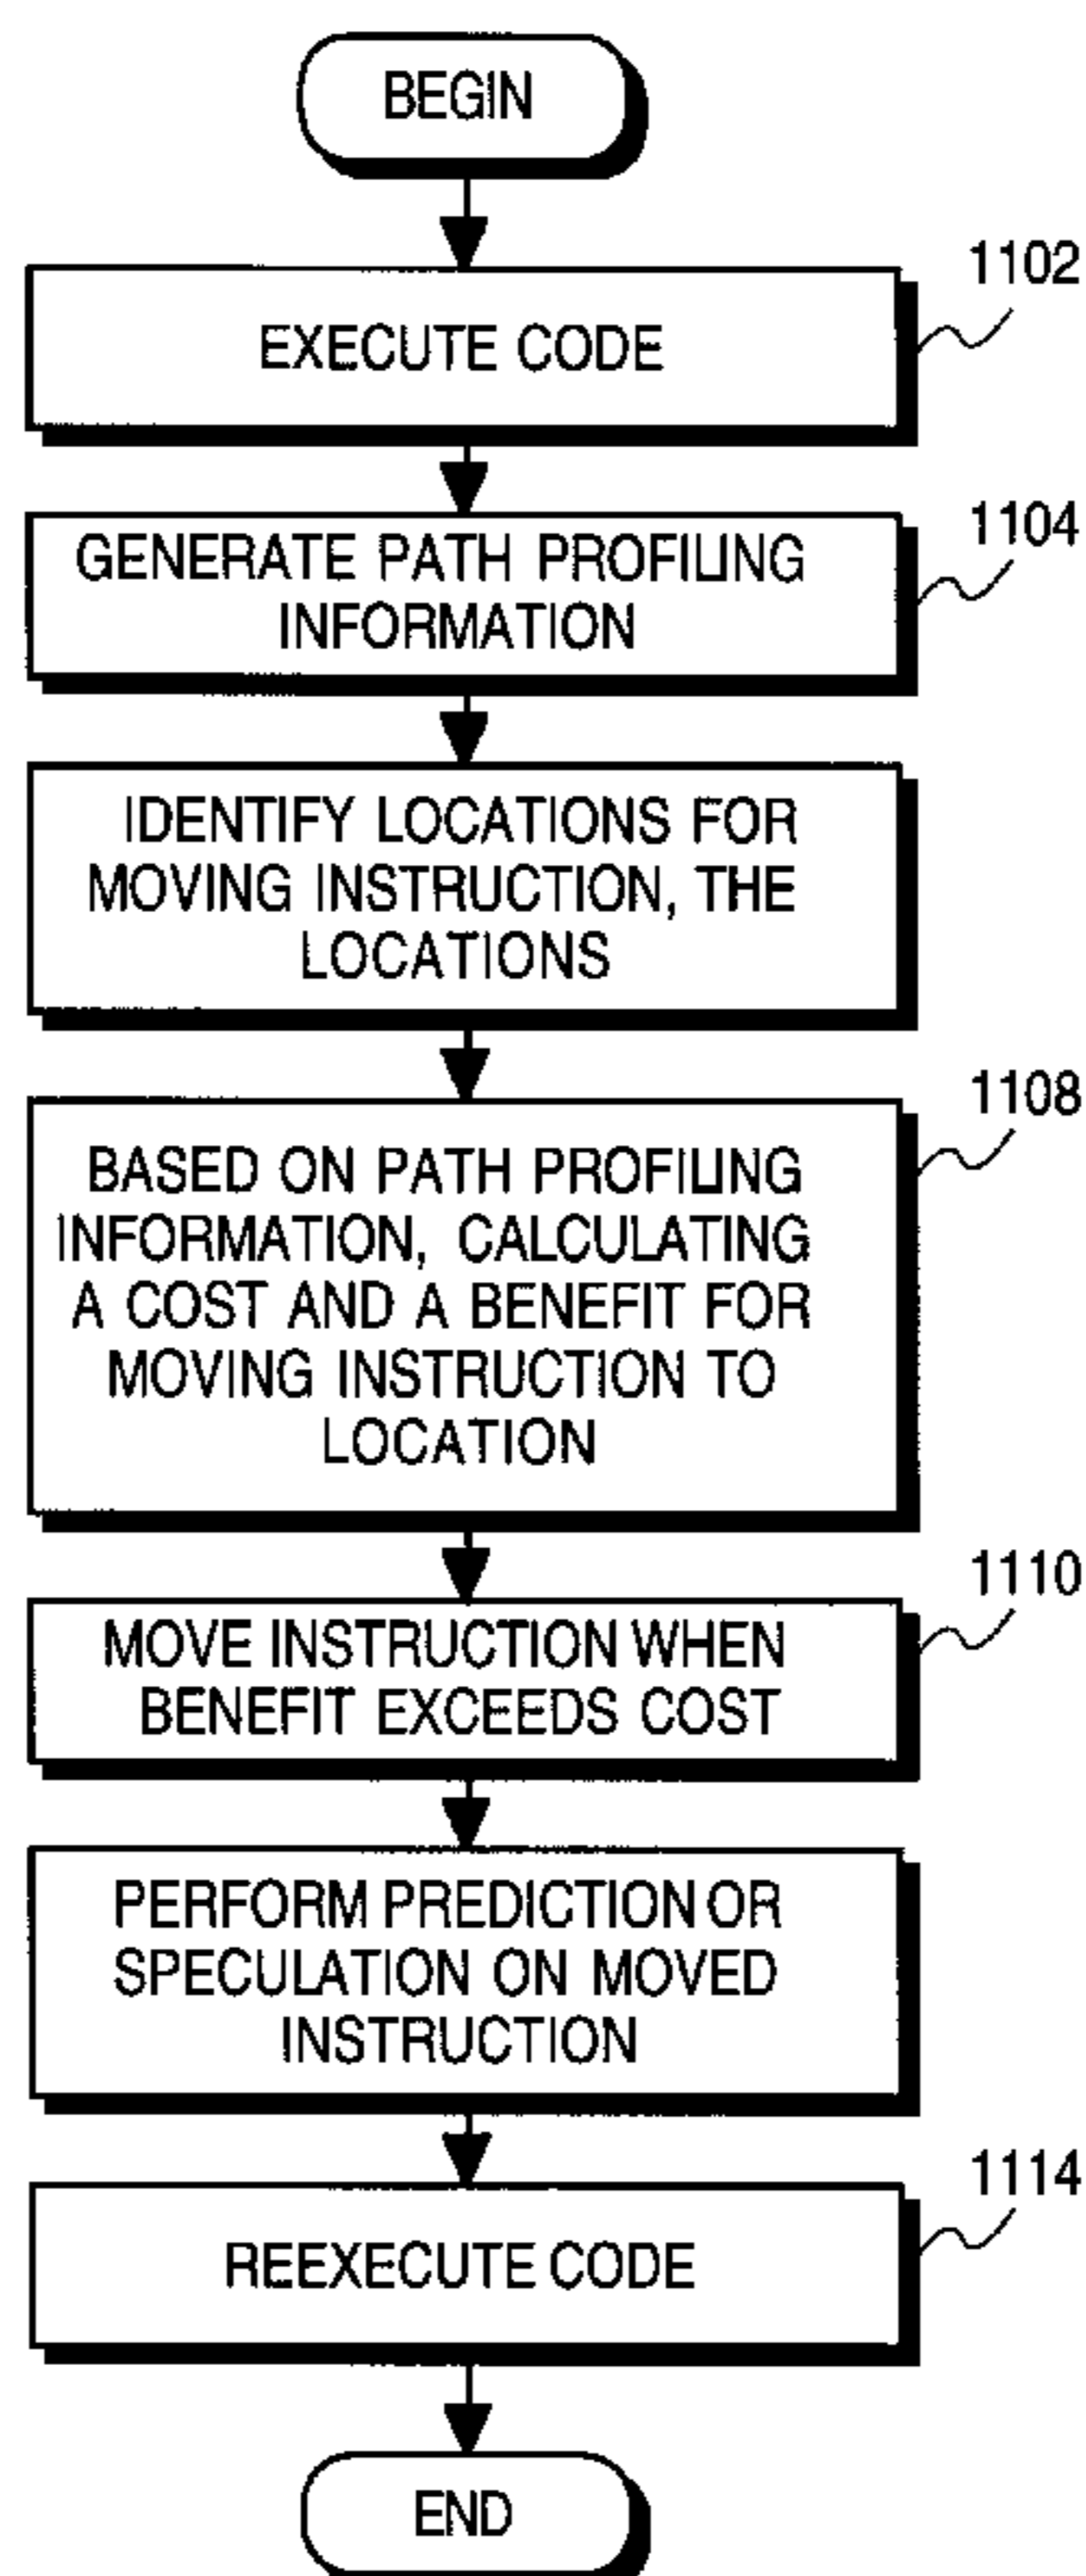 BEGIN
1102
EXECUTE CODE
1104
GENERATE PATH PROFILING
INFORMATION
IDENTIFY LOCATIONS FOR
MOVING INSTRUCTION, THE
LOCATIONS
1108
BASED ON PATH PROFILING
INFORMATION, CALCULATING
A COST AND A BENEFIT FOR
MOVING INSTRUCTION TO
LOCATION
1110
MOVE INSTRUCTION WHEN
BENEFIT EXCEEDS COST
PERFORM PREDICTION OR
SPECULATION ON MOVED
INSTRUCTION
1114
REEXECUTE CODE
END